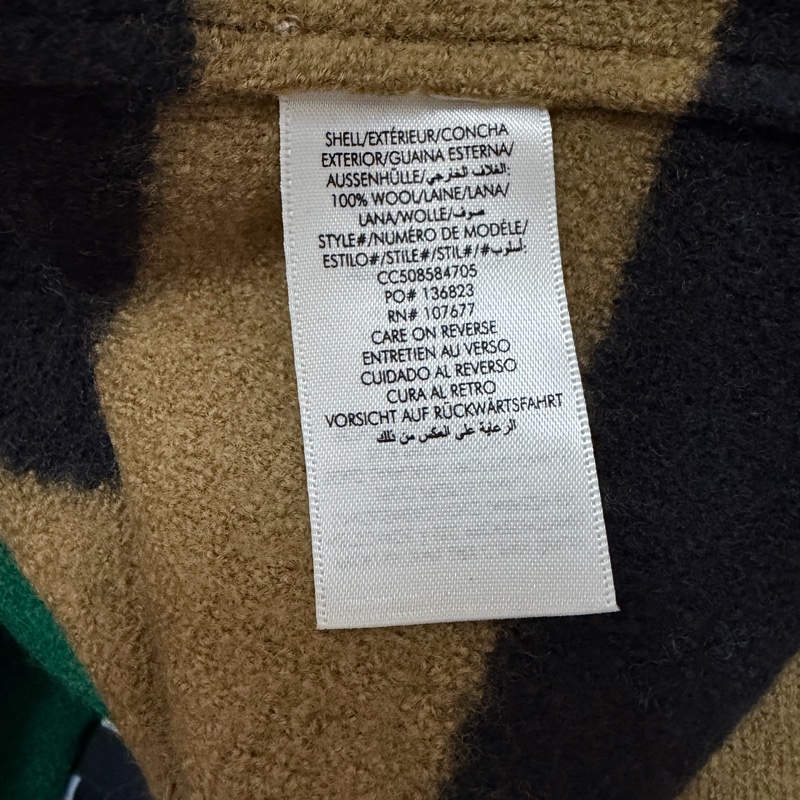 SHELL/EXTÉRIEUR/CONCHA
EXTERIOR/GUAINA ESTERNA/
AUSSENHÜLLE/الغلاف الخارجي:
100% WOOL/LAINE/LANA/
LANA/WOLLE/صوف
STYLE#/NUMÉRO DE MODÉLE/
ESTILO#/STILE#/STIL#/#أسلوب:
CC508584705
PO# 136823
RN# 107677
CARE ON REVERSE
ENTRETIEN AU VERSO
CUIDADO AL REVERSO
CURA AL RETRO
VORSICHT AUF RÜCKWÄRTSFAHRT
الرعاية على العكس من ذلك